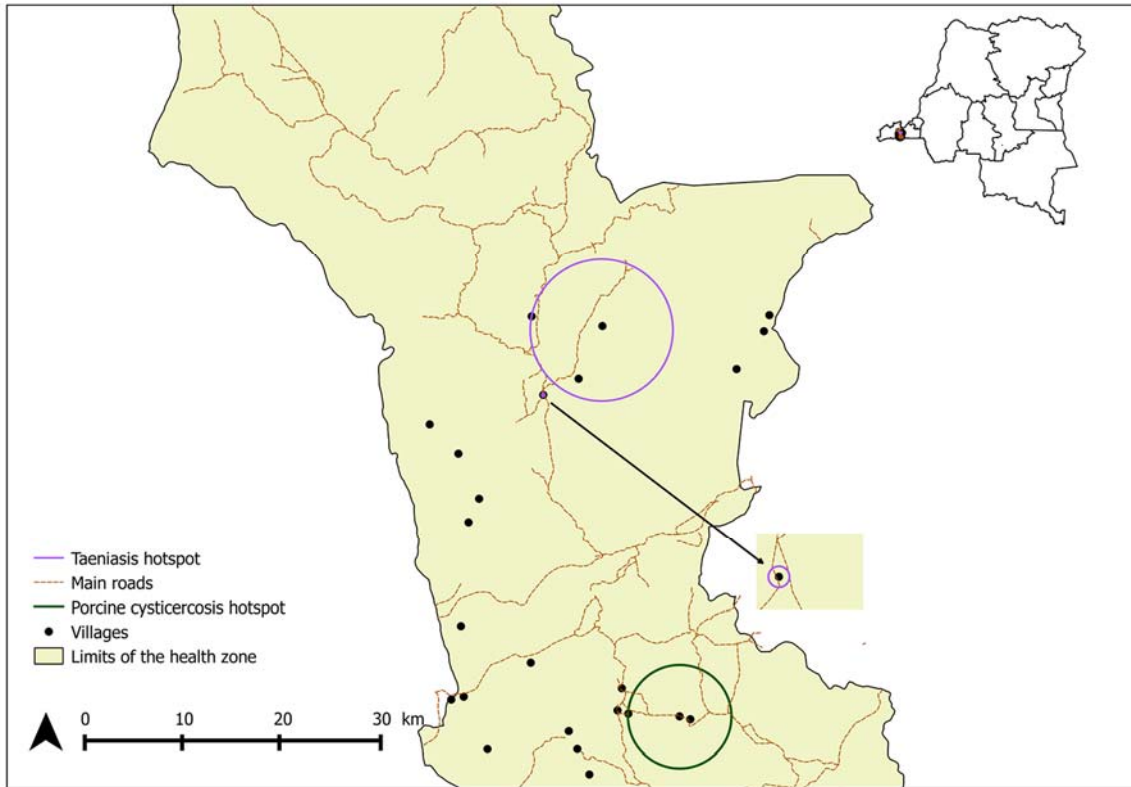 Taeniasis hotspot
Main roads
Porcine cysticercosis hotspot
Villages
Limits of the health zone
0 10 20 30 km